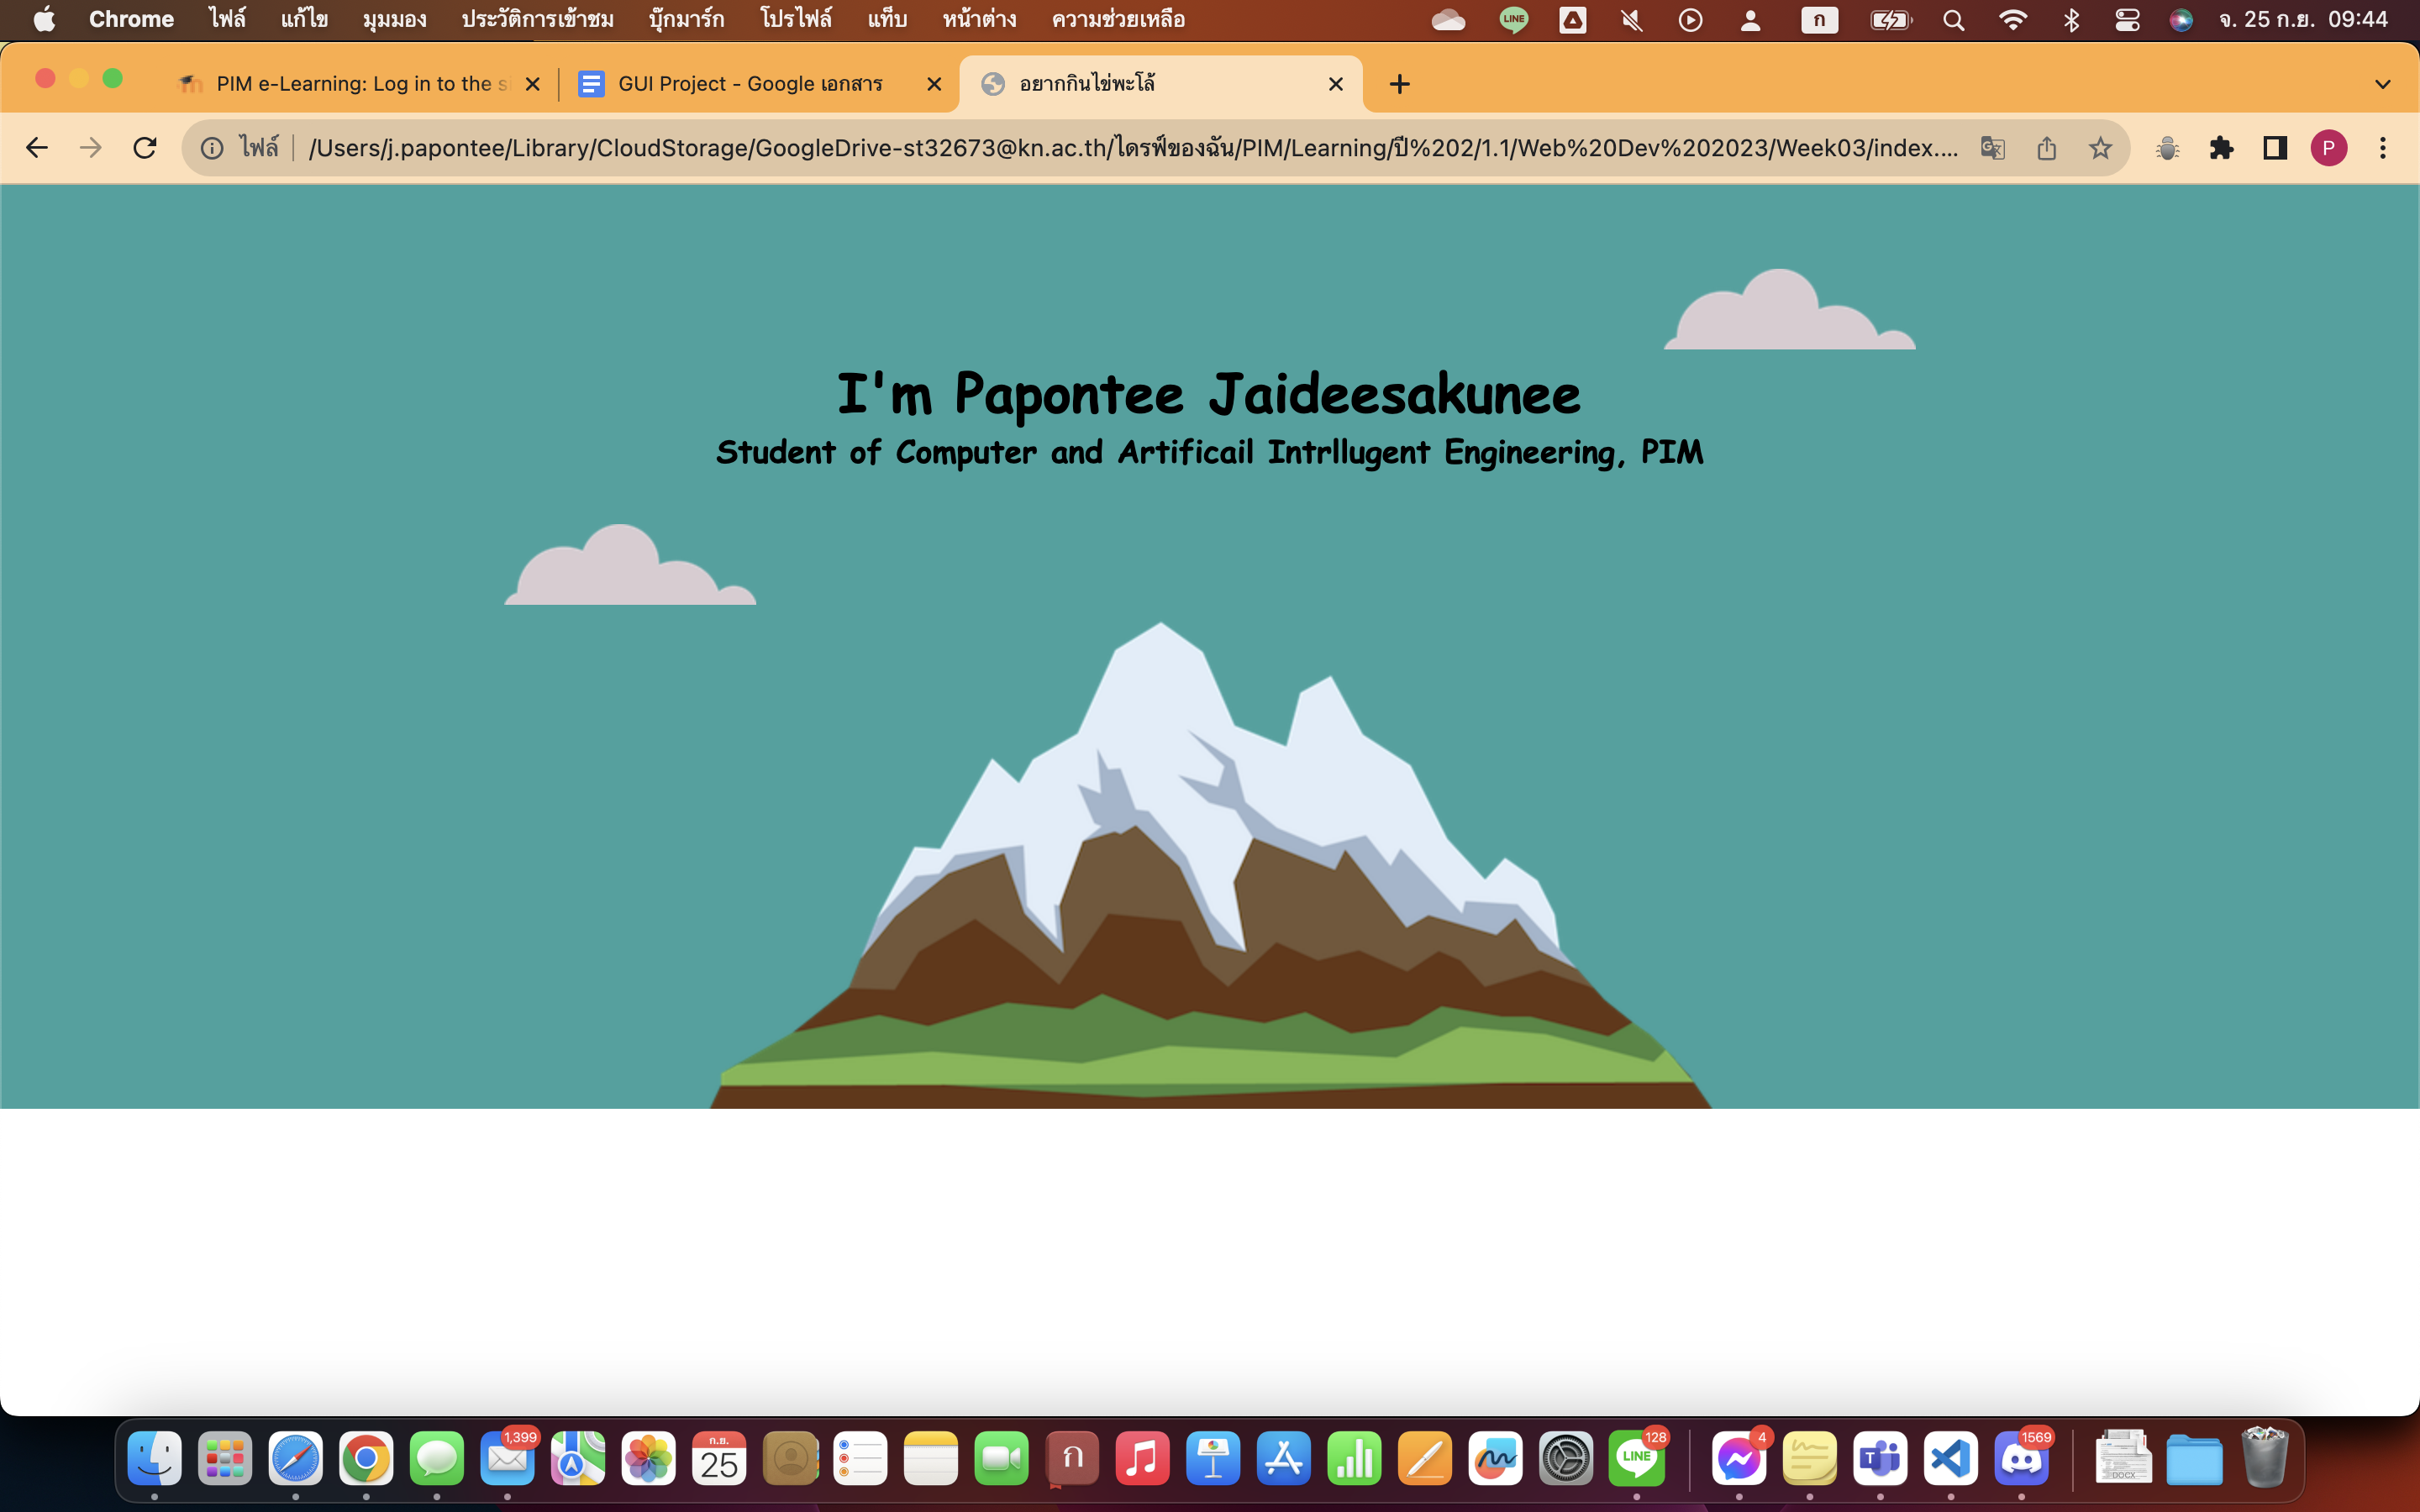 Chrome ไฟล์ แก้ไข มุมมอง ประวัติการเข้าชม บุ๊กมาร์ก โปรไฟล์ แท็บ หน้าต่าง ความช่วยเหลือ LINE ก จ. 25 ก.ย. 09:44
PIM e-Learning: Log in to the si GUI Project - Google เอกสาร อยากกินไข่พะโล้
ไฟล์ /Users/j.papontee/Library/CloudStorage/GoogleDrive-st32673@kn.ac.th/ไดรฟ์ของฉัน/PIM/Learning/ปี%202/1.1/Web%20Dev%202023/Week03/index.... P
I'm Papontee Jaideesakunee
Student of Computer and Artificail Intrllugent Engineering, PIM
1,399 ก.ย. 25 ก LINE 128 4 T 1569 DOCX